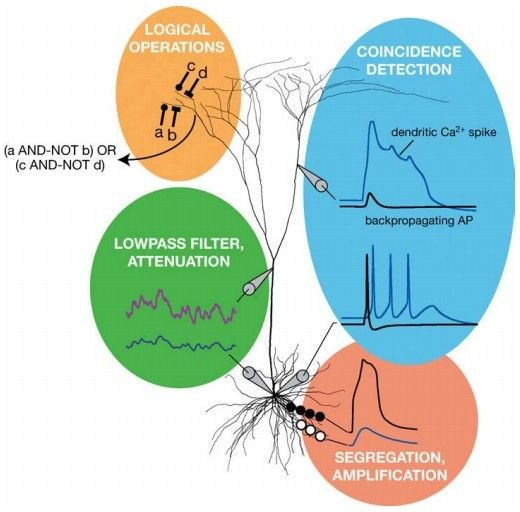 LOGICAL
OPERATIONS
c
d
a b
(a AND-NOT b) OR
(c AND-NOT d)
COINCIDENCE
DETECTION
dendritic Ca²⁺ spike
backpropagating AP
LOWPASS FILTER,
ATTENUATION
SEGREGATION,
AMPLIFICATION